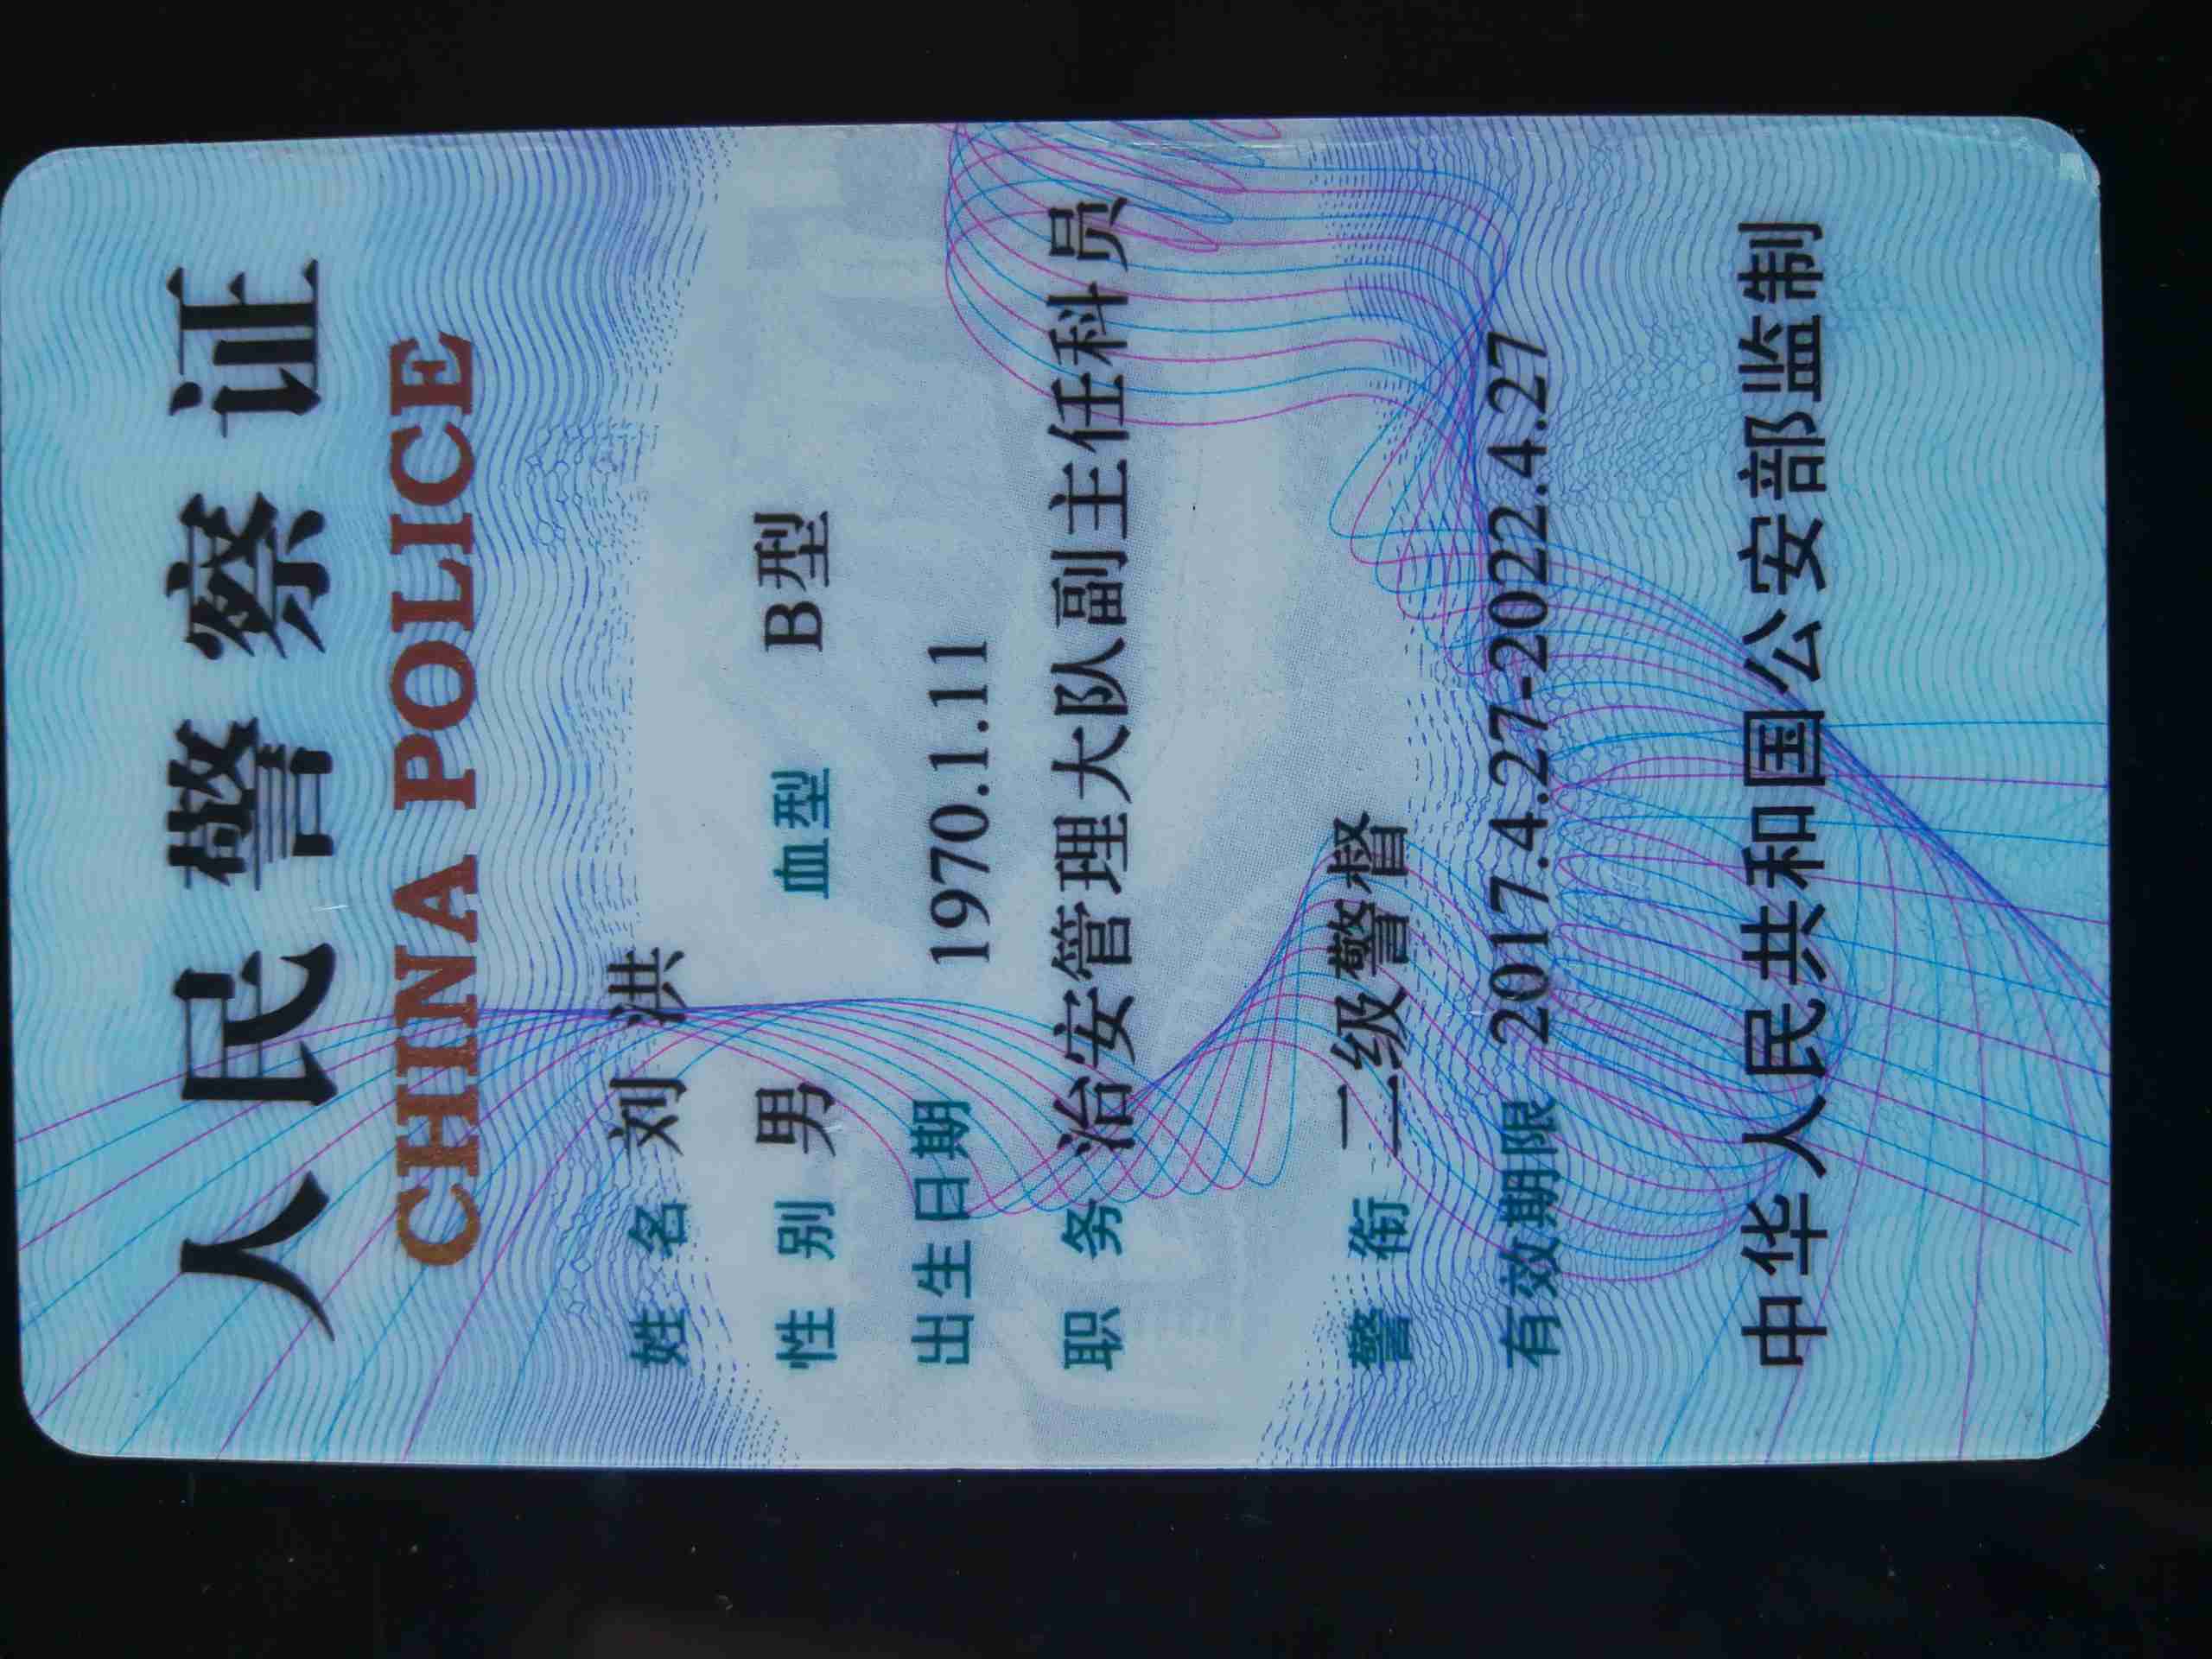 人民警察证
CHINA POLICE
姓名 刘洪
性别 男 血型 B型
出生日期 1970.1.11
职务 治安管理大队副主任科员
警衔 二级警督
有效期限 2017.4.27-2022.4.27
中华人民共和国公安部监制